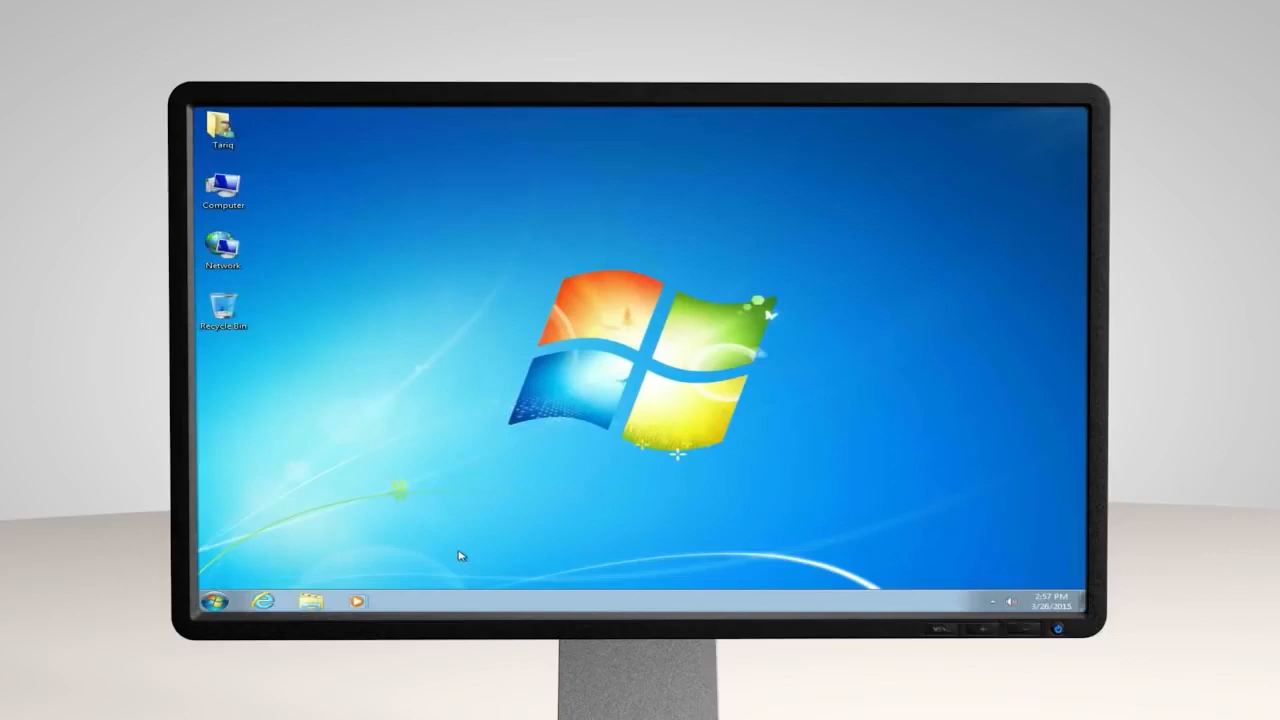 Tariq
Computer
Network
Recycle Bin
2:57 PM
3/26/2015